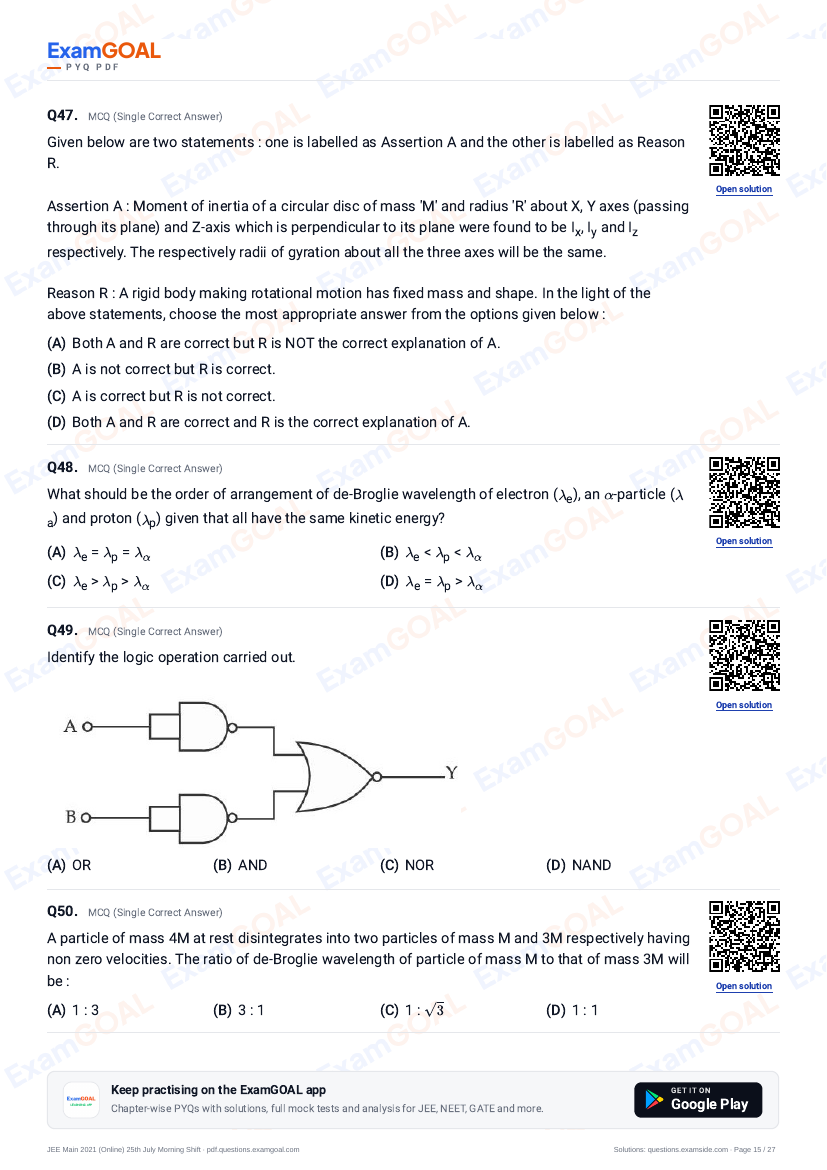 ExamGOAL
PYQ PDF
Q47. MCQ (Single Correct Answer)
Given below are two statements : one is labelled as Assertion A and the other is labelled as Reason
R.
Open solution
Assertion A : Moment of inertia of a circular disc of mass 'M' and radius 'R' about X, Y axes (passing
through its plane) and Z-axis which is perpendicular to its plane were found to be Ix, Iy and Iz
respectively. The respectively radii of gyration about all the three axes will be the same.
Reason R : A rigid body making rotational motion has fixed mass and shape. In the light of the
above statements, choose the most appropriate answer from the options given below :
(A) Both A and R are correct but R is NOT the correct explanation of A.
(B) A is not correct but R is correct.
(C) A is correct but R is not correct.
(D) Both A and R are correct and R is the correct explanation of A.
Q48. MCQ (Single Correct Answer)
What should be the order of arrangement of de-Broglie wavelength of electron (λe), an α-particle (λ
a) and proton (λp) given that all have the same kinetic energy?
Open solution
(A) λe = λp = λα (B) λe < λp < λα
(C) λe > λp > λα (D) λe = λp > λα
Q49. MCQ (Single Correct Answer)
Identify the logic operation carried out.
Open solution
A
Y
B
(A) OR (B) AND (C) NOR (D) NAND
Q50. MCQ (Single Correct Answer)
A particle of mass 4M at rest disintegrates into two particles of mass M and 3M respectively having
non zero velocities. The ratio of de-Broglie wavelength of particle of mass M to that of mass 3M will
be :
Open solution
(A) 1 : 3 (B) 3 : 1 (C) 1 : √3 (D) 1 : 1
Keep practising on the ExamGOAL app
Chapter-wise PYQs with solutions, full mock tests and analysis for JEE, NEET, GATE and more.
GET IT ON
Google Play
JEE Main 2021 (Online) 25th July Morning Shift · pdf.questions.examgoal.com
Solutions: questions.examside.com · Page 15 / 27